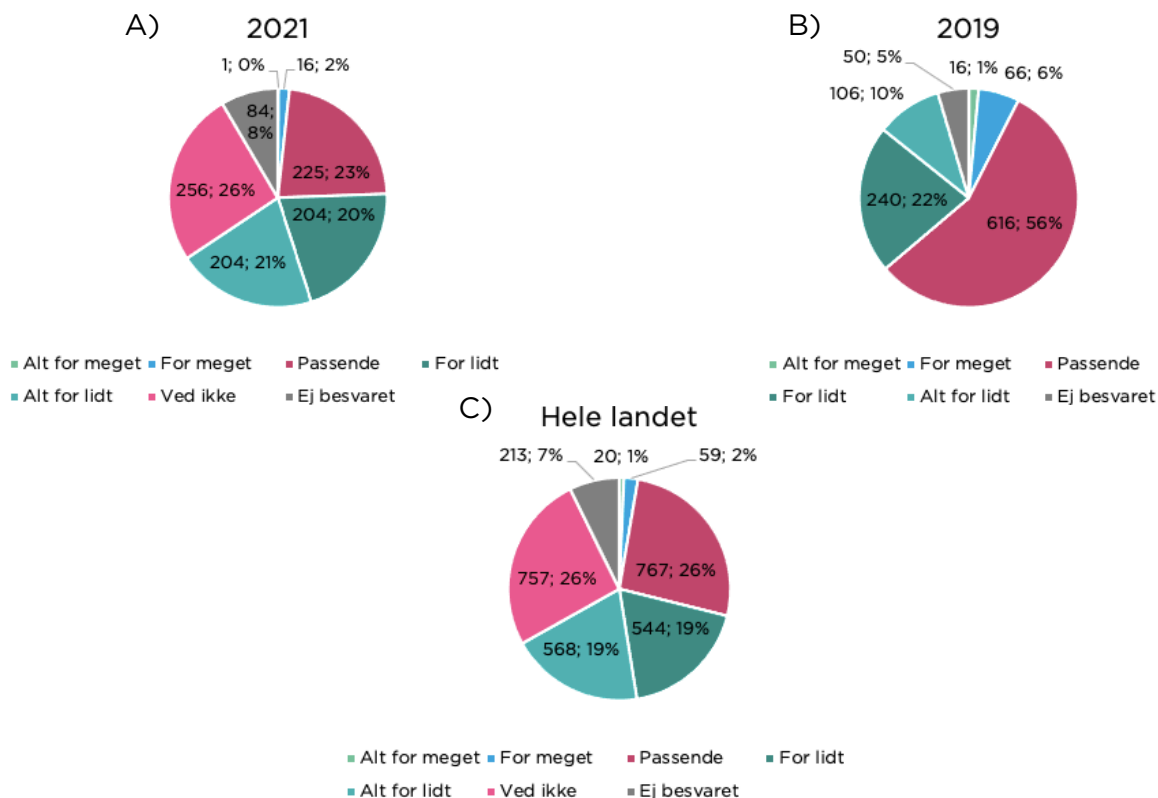 A)
2021
1; 0%
16; 2%
84;
8%
225; 23%
256; 26%
204; 20%
204; 21%
Alt for meget
For meget
Passende
For lidt
Alt for lidt
Ved ikke
Ej besvaret
B)
2019
50; 5%
16; 1%
66; 6%
106; 10%
240; 22%
616; 56%
Alt for meget
For meget
Passende
For lidt
Alt for lidt
Ej besvaret
C)
Hele landet
213; 7%
20; 1%
59; 2%
757; 26%
767; 26%
544; 19%
568; 19%
Alt for meget
For meget
Passende
For lidt
Alt for lidt
Ved ikke
Ej besvaret